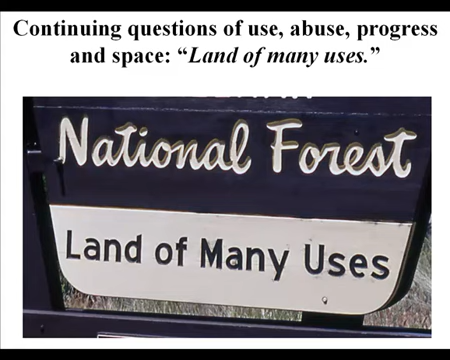 Continuing questions of use, abuse, progress
and space: “Land of many uses.”
National Forest
Land of Many Uses